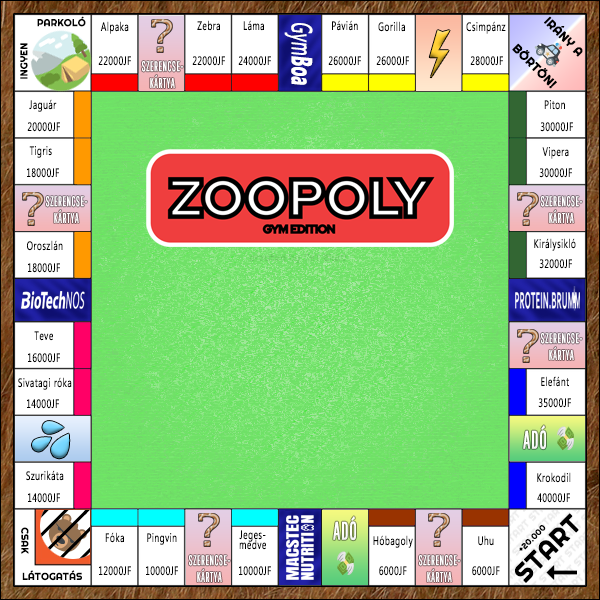 INGYEN
PARKOLÓ
Alpaka
22000JF
?
SZERENCSE-
KÁRTYA
Zebra
22000JF
Láma
24000JF
GymBoa
Pávián
26000JF
Gorilla
26000JF
Csimpánz
28000JF
IRÁNY A
BÖRTÖN!
Jaguár
20000JF
Tigris
18000JF
?
SZERENCSE-
KÁRTYA
Oroszlán
18000JF
BioTechNOS
Teve
16000JF
Sivatagi róka
14000JF
Szurikáta
14000JF
ZOOPOLY
GYM EDITION
Piton
30000JF
Vipera
30000JF
?
SZERENCSE-
KÁRTYA
Királysikló
32000JF
PROTEIN.BRUMM
?
SZERENCSE-
KÁRTYA
Elefánt
35000JF
ADÓ
Krokodil
40000JF
CSAK
LÁTOGATÁS
Fóka
12000JF
Pingvin
10000JF
?
SZERENCSE-
KÁRTYA
Jeges-
medve
10000JF
MACSTEC
NUTRITION
ADÓ
Hóbagoly
6000JF
?
SZERENCSE-
KÁRTYA
Uhu
6000JF
+20.000
START